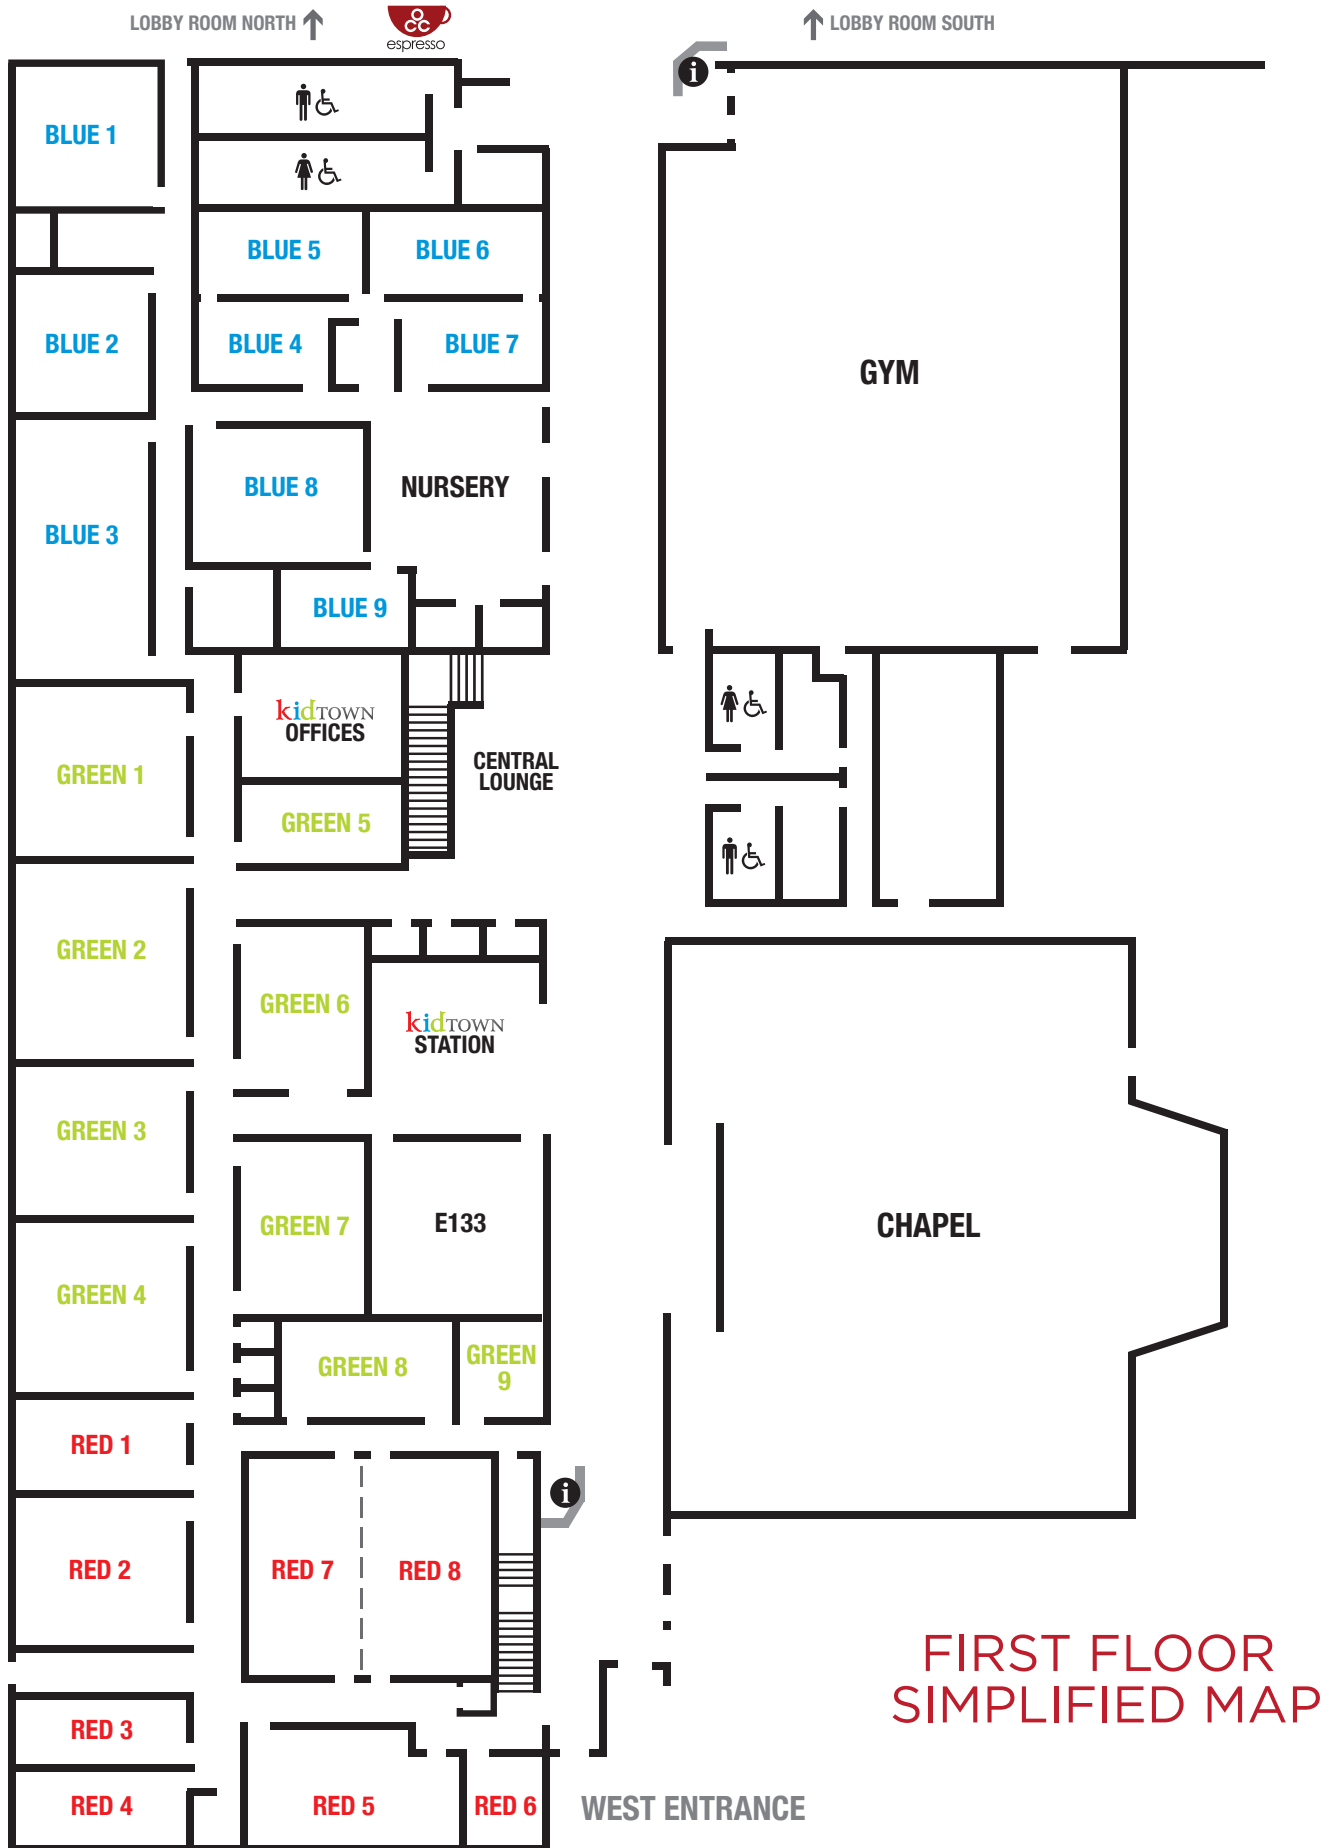 LOBBY ROOM NORTH
LOBBY ROOM SOUTH
OCC
espresso
i
BLUE 1
BLUE 5
BLUE 6
BLUE 2
BLUE 4
BLUE 7
GYM
BLUE 8
NURSERY
BLUE 3
BLUE 9
kidTOWN
OFFICES
CENTRAL
LOUNGE
GREEN 1
GREEN 5
GREEN 2
GREEN 6
kidTOWN
STATION
GREEN 3
GREEN 7
E133
CHAPEL
GREEN 4
GREEN 8
GREEN
9
RED 1
i
RED 2
RED 7
RED 8
FIRST FLOOR
SIMPLIFIED MAP
RED 3
RED 4
RED 5
RED 6
WEST ENTRANCE